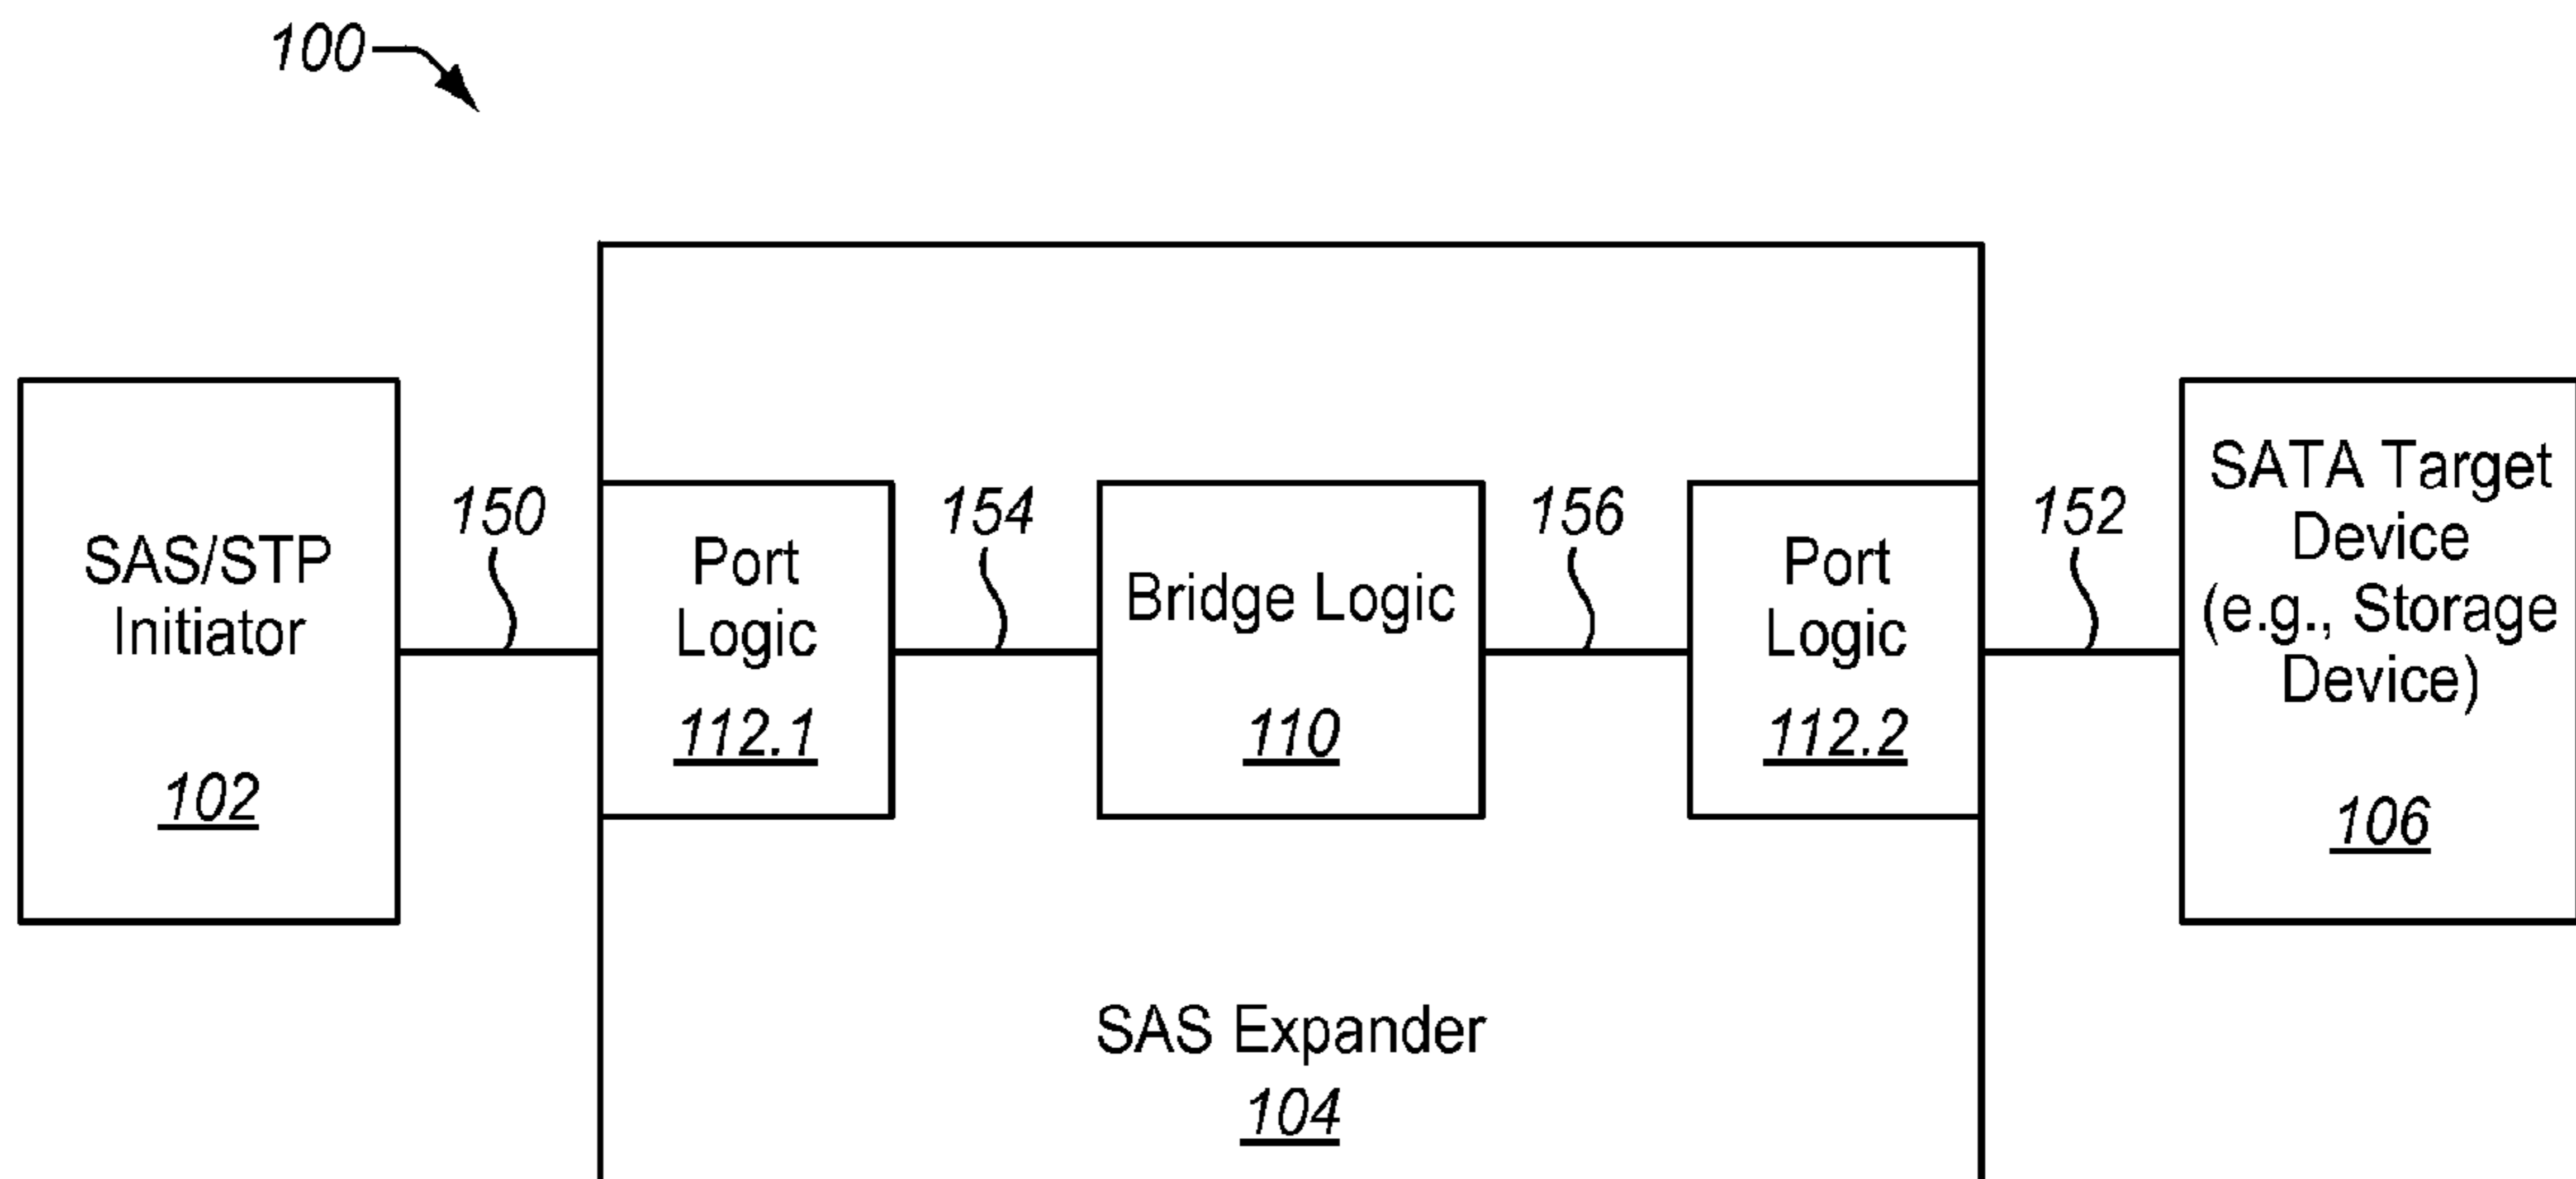 100
SAS/STP
Initiator
102
150
Port
Logic
112.1
154
Bridge Logic
110
156
Port
Logic
112.2
152
SATA Target
Device
(e.g., Storage
Device)
106
SAS Expander
104